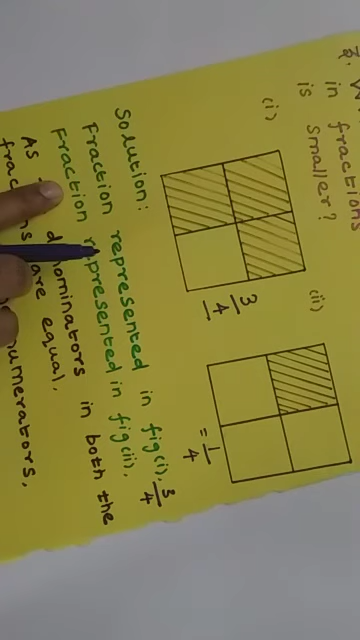 in fractions
is smaller?
(i)
(ii)
3/4
= 1/4
Solution:
Fraction represented in fig(i), 3/4
Fraction represented in fig(ii),
As dominators in both the
are equal,
numerators,